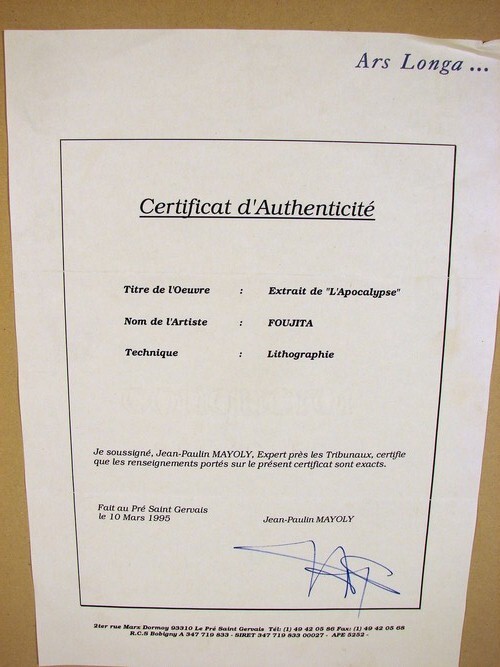 Ars Longa ...
Certificat d'Authenticité
Titre de l'Oeuvre : Extrait de "L'Apocalypse"
Nom de l'Artiste : FOUJITA
Technique : Lithographie
Je soussigné, Jean-Paulin MAYOLY, Expert près les Tribunaux, certifie
que les renseignements portés sur le présent certificat sont exacts.
Fait au Pré Saint Gervais
le 10 Mars 1995
Jean-Paulin MAYOLY
2ter rue Marx Dormoy 93310 Le Pré Saint Gervais Tél: (1) 49 42 05 86 Fax: (1) 49 42 05 68
R.C.S Bobigny A 347 719 833 - SIRET 347 719 833 00027 - APE 5252 -